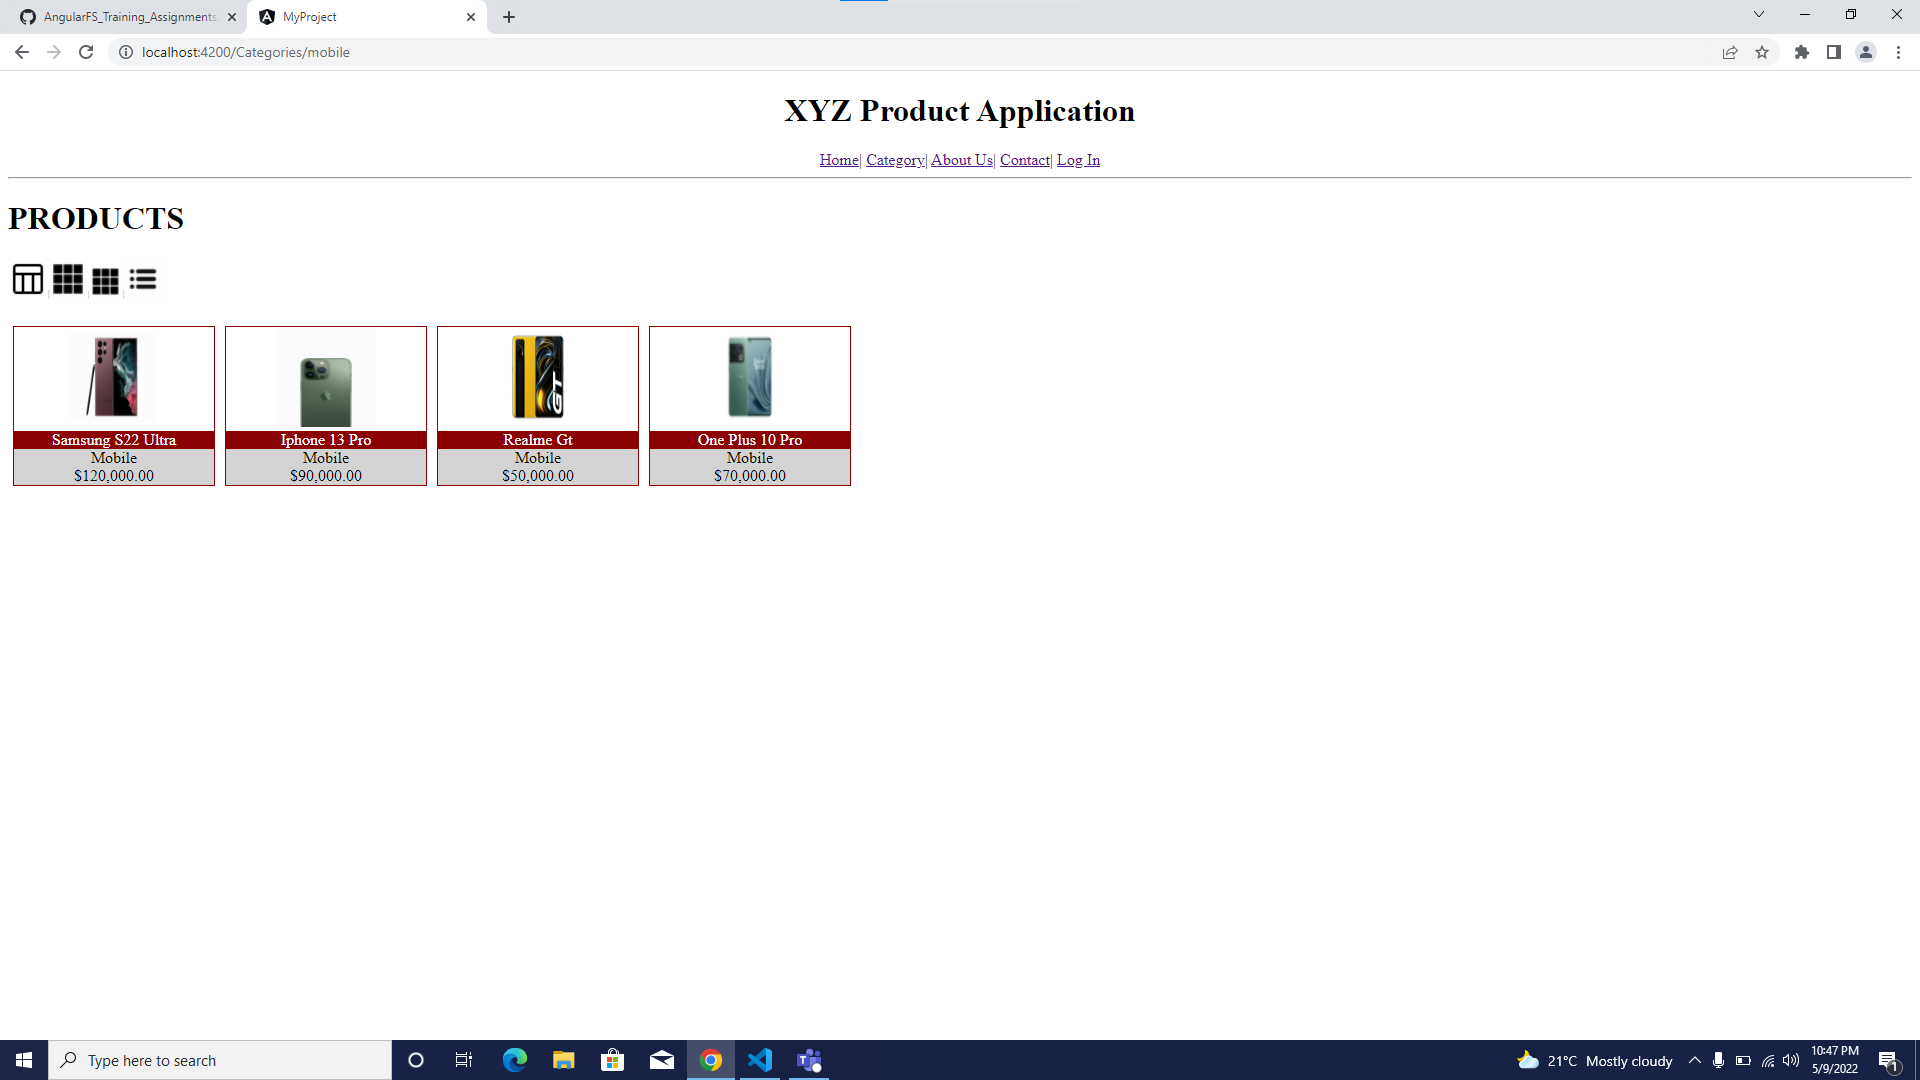 AngularFS_Training_Assignments
MyProject
localhost:4200/Categories/mobile
XYZ Product Application
Home| Category| About Us| Contact| Log In
PRODUCTS
Samsung S22 Ultra
Mobile
$120,000.00
Iphone 13 Pro
Mobile
$90,000.00
GT
Realme Gt
Mobile
$50,000.00
One Plus 10 Pro
Mobile
$70,000.00
Type here to search
21°C Mostly cloudy
10:47 PM
5/9/2022
1